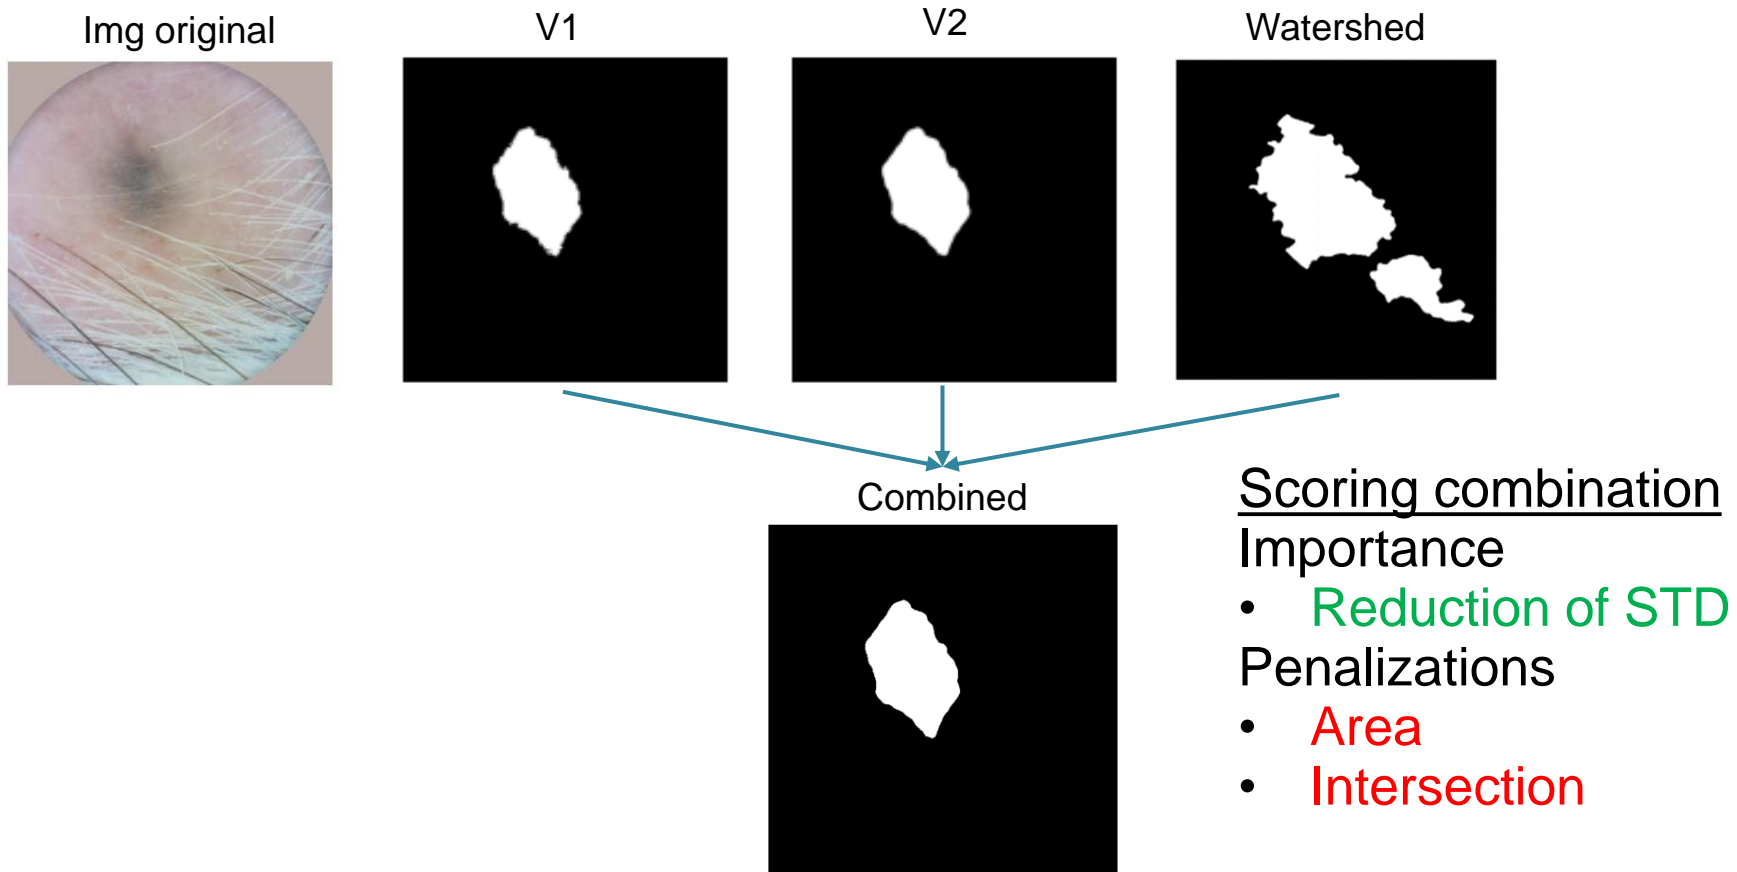 Img original
V1
V2
Watershed
Combined
Scoring combination
Importance
• Reduction of STD
Penalizations
• Area
• Intersection